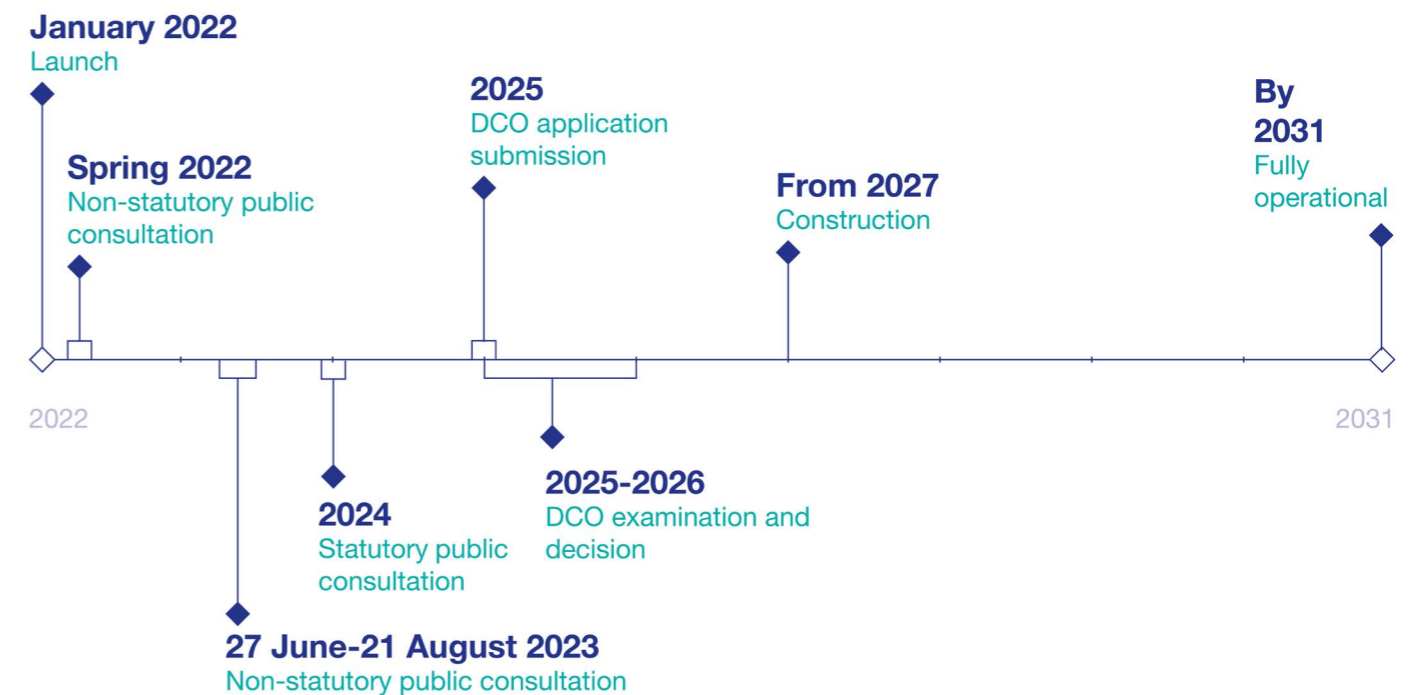 January 2022
Launch
Spring 2022
Non-statutory public
consultation
2025
DCO application
submission
From 2027
Construction
By
2031
Fully
operational
2022
2031
2025-2026
DCO examination and
decision
2024
Statutory public
consultation
27 June-21 August 2023
Non-statutory public consultation